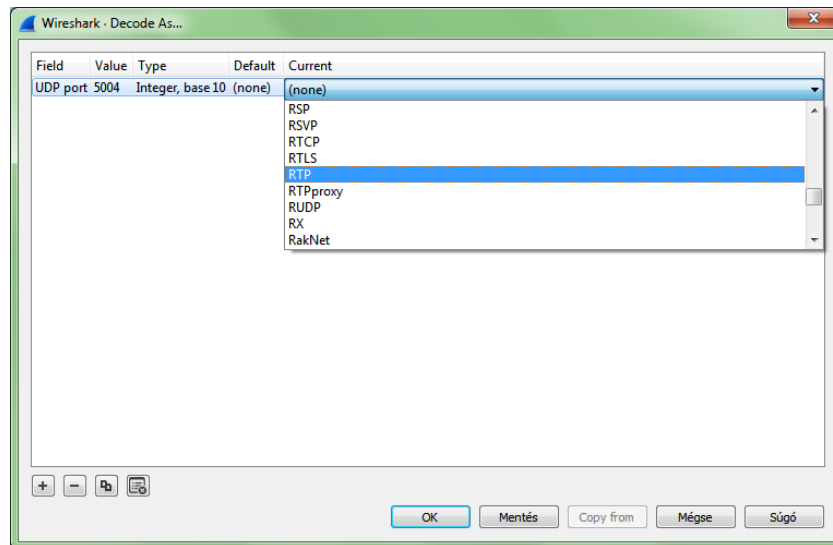 Wireshark · Decode As...
Field Value Type Default Current
UDP port 5004 Integer, base 10 (none) (none)
RSP
RSVP
RTCP
RTLS
RTP
RTPproxy
RUDP
RX
RakNet
OK Mentés Copy from Mégse Súgó